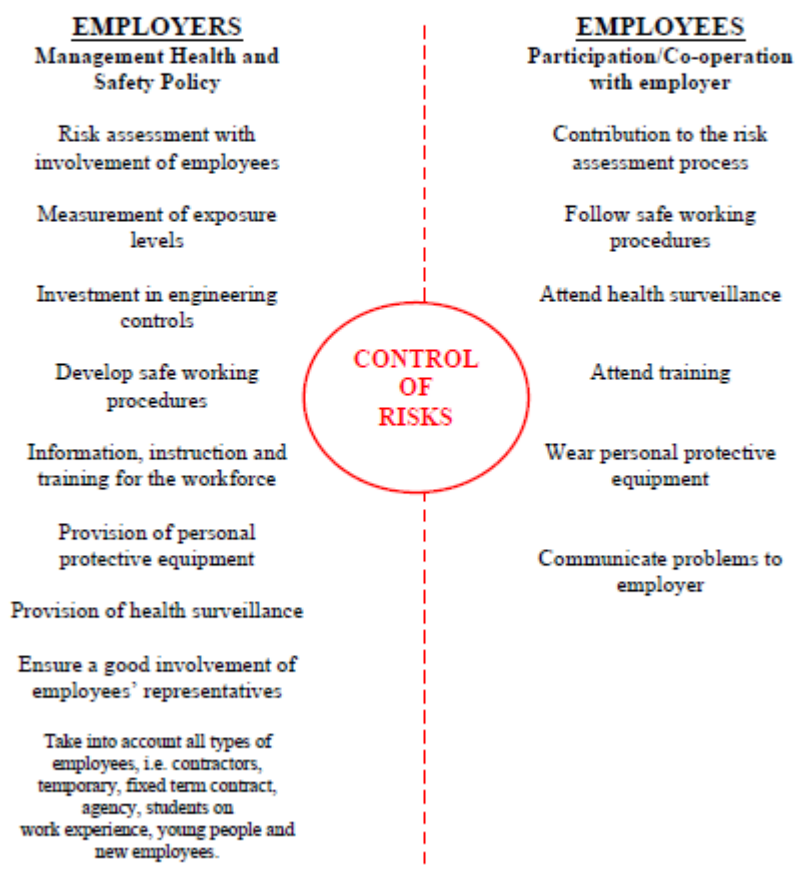 EMPLOYERS
Management Health and
Safety Policy
Risk assessment with
involvement of employees
Measurement of exposure
levels
Investment in engineering
controls
Develop safe working
procedures
Information, instruction and
training for the workforce
Provision of personal
protective equipment
Provision of health surveillance
Ensure a good involvement of
employees’ representatives
Take into account all types of
employees, i.e. contractors,
temporary, fixed term contract,
agency, students on
work experience, young people and
new employees.
CONTROL
OF
RISKS
EMPLOYEES
Participation/Co-operation
with employer
Contribution to the risk
assessment process
Follow safe working
procedures
Attend health surveillance
Attend training
Wear personal protective
equipment
Communicate problems to
employer